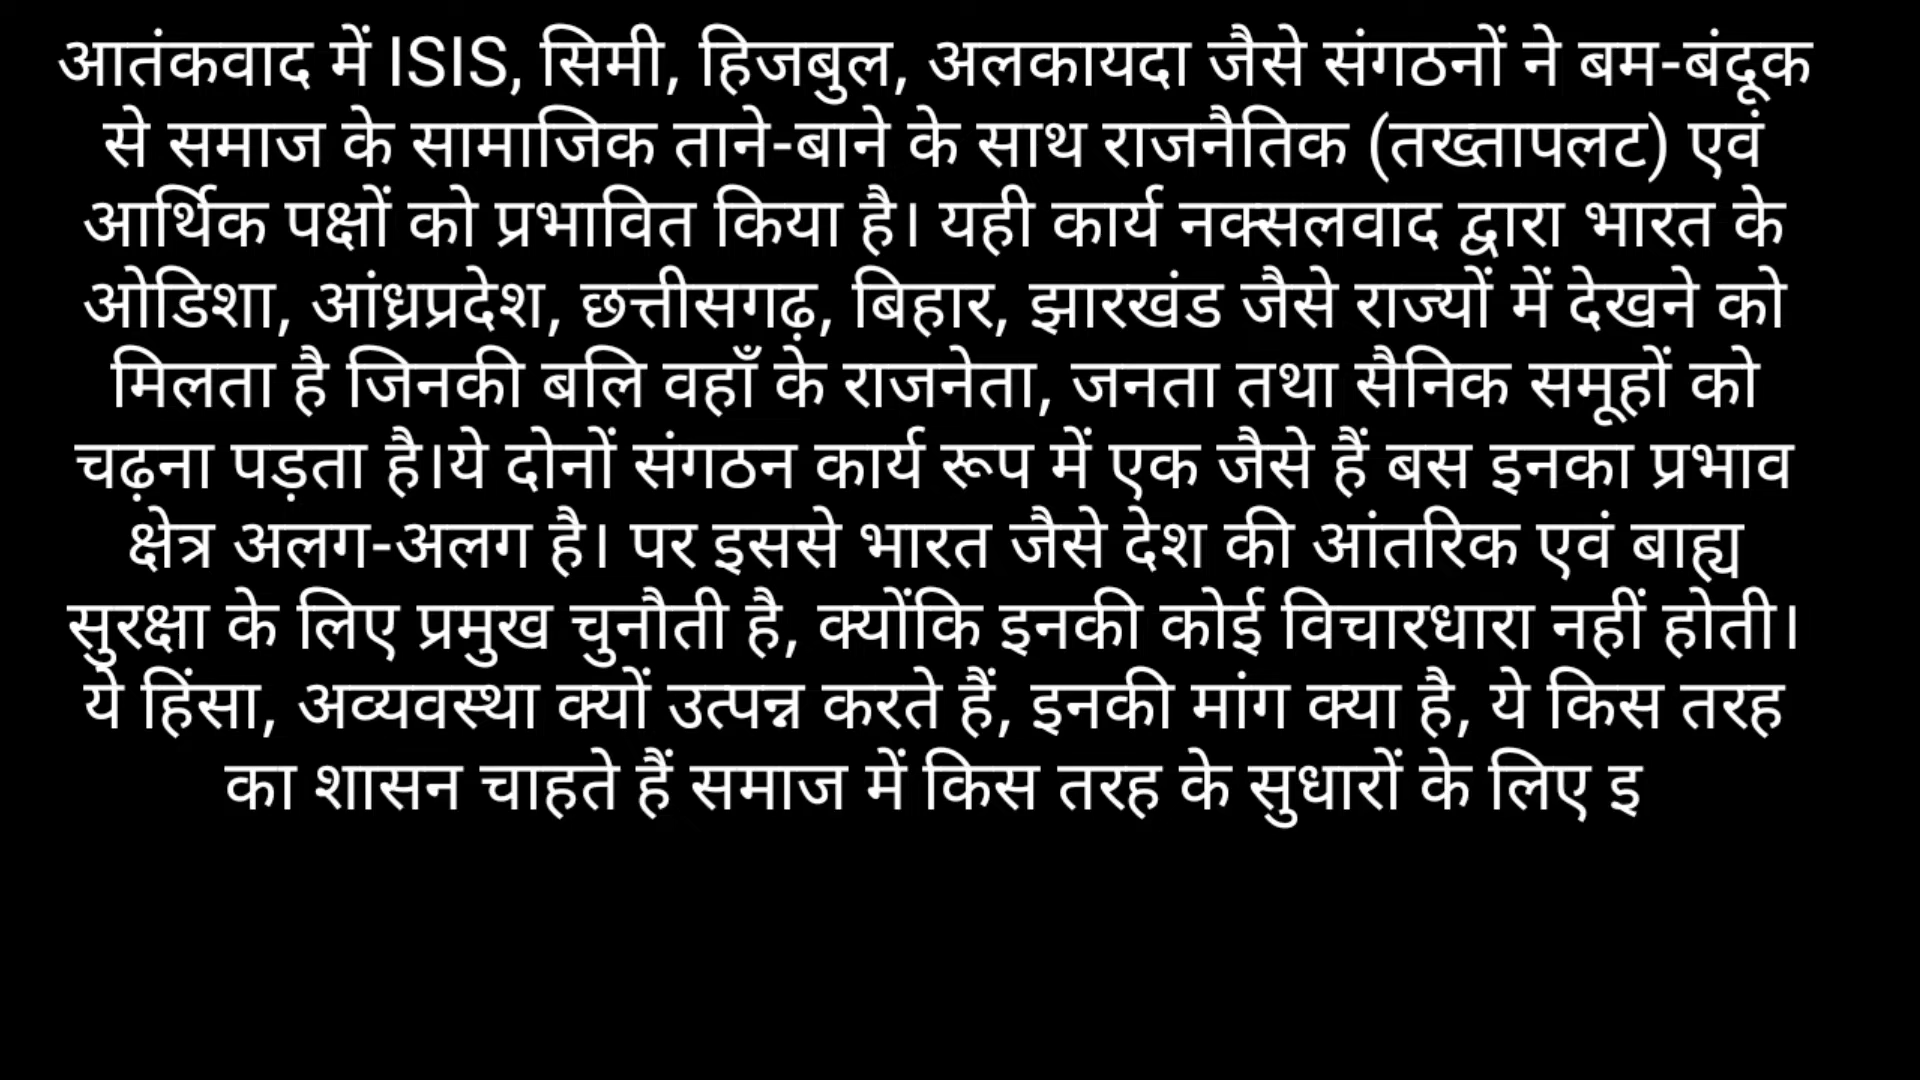 आतंकवाद में ISIS, सिमी, हिजबुल, अलकायदा जैसे संगठनों ने बम-बंदूक
से समाज के सामाजिक ताने-बाने के साथ राजनैतिक (तख्तापलट) एवं
आर्थिक पक्षों को प्रभावित किया है। यही कार्य नक्सलवाद द्वारा भारत के
ओडिशा, आंध्रप्रदेश, छत्तीसगढ़, बिहार, झारखंड जैसे राज्यों में देखने को
मिलता है जिनकी बलि वहाँ के राजनेता, जनता तथा सैनिक समूहों को
चढ़ना पड़ता है।ये दोनों संगठन कार्य रूप में एक जैसे हैं बस इनका प्रभाव
क्षेत्र अलग-अलग है। पर इससे भारत जैसे देश की आंतरिक एवं बाह्य
सुरक्षा के लिए प्रमुख चुनौती है, क्योंकि इनकी कोई विचारधारा नहीं होती।
ये हिंसा, अव्यवस्था क्यों उत्पन्न करते हैं, इनकी मांग क्या है, ये किस तरह
का शासन चाहते हैं समाज में किस तरह के सुधारों के लिए इ